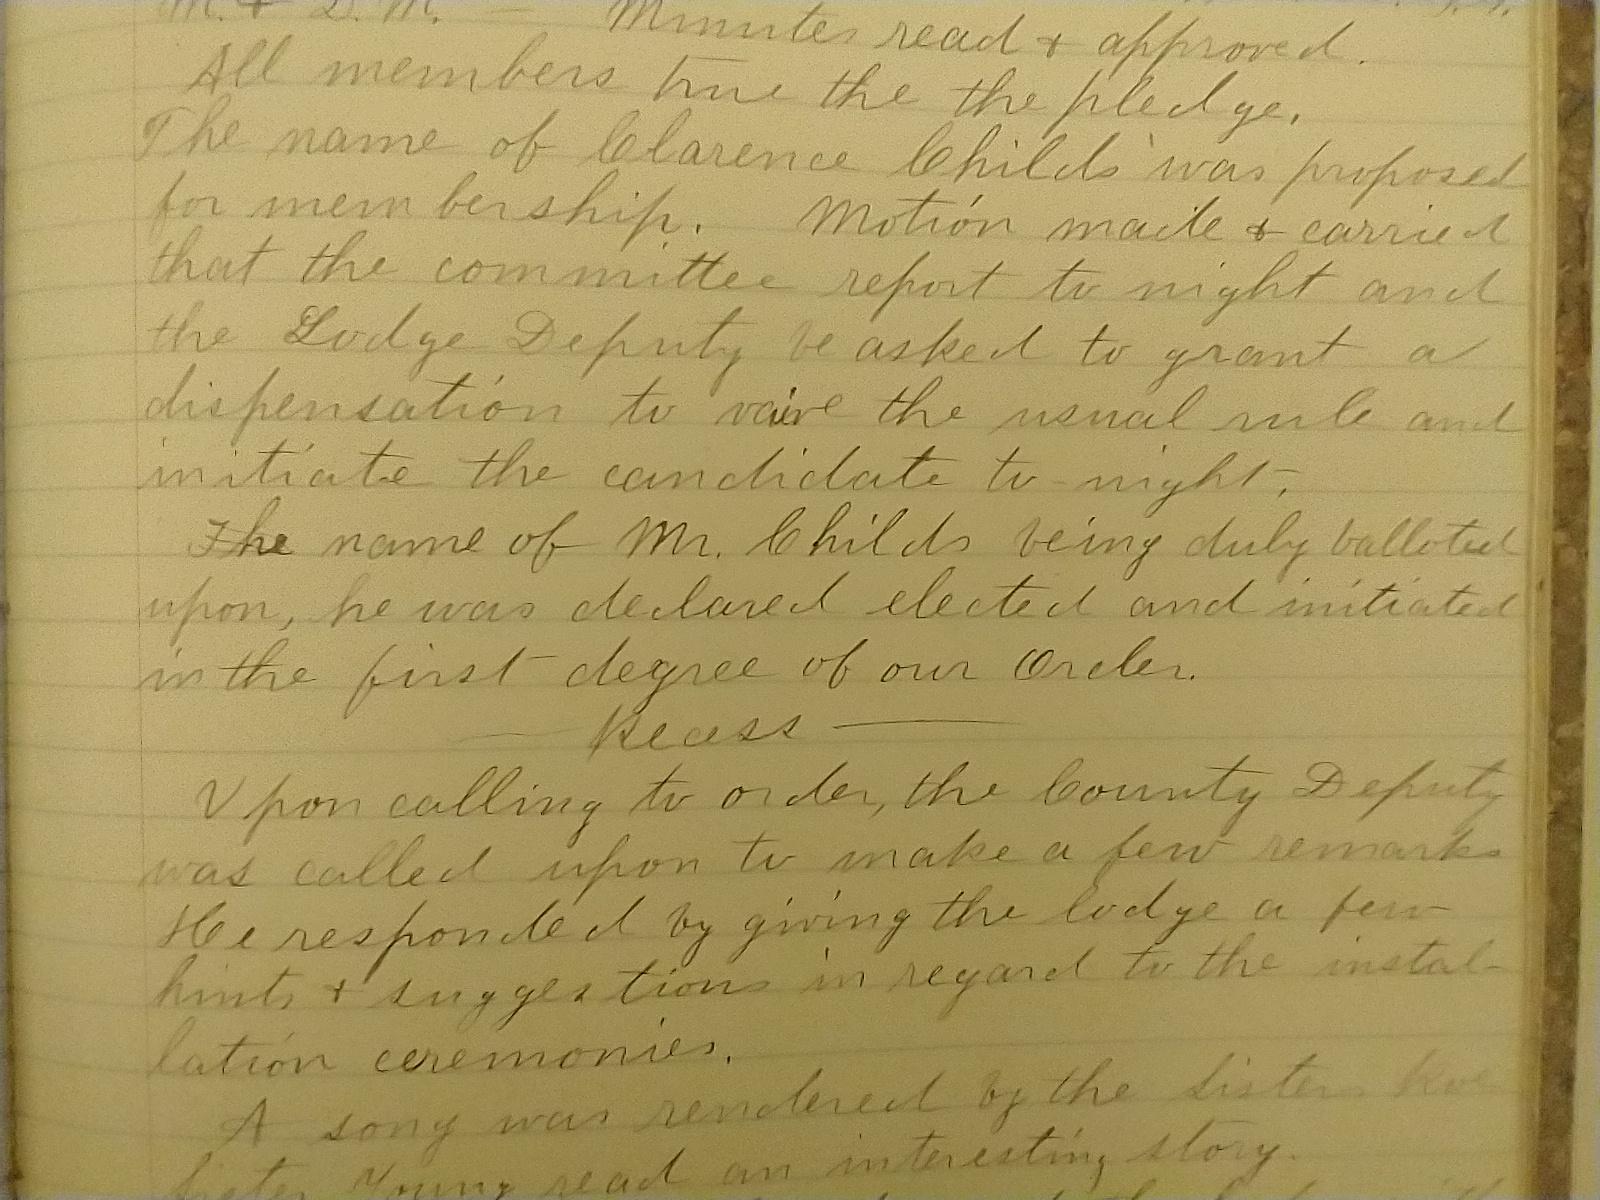 M. & D. M. — Minutes read & approved.
All members true the the pledge.
The name of Clarence Childs was proposed
for membership. Motion made & carried
that the committee report to night and
the Lodge Deputy be asked to grant a
dispensation to vaive the usual rule and
initiate the candidate to-night.
The name of Mr. Childs being duly balloted
upon, he was declared elected and initiated
in the first degree of our Order.
— Recess —
Upon calling to order, the County Deputy
was called upon to make a few remarks
He responded by giving the lodge a few
hints & suggestions in regard to the instal-
lation ceremonies.
A song was rendered by the Sisters
Sister Young read an interesting story.